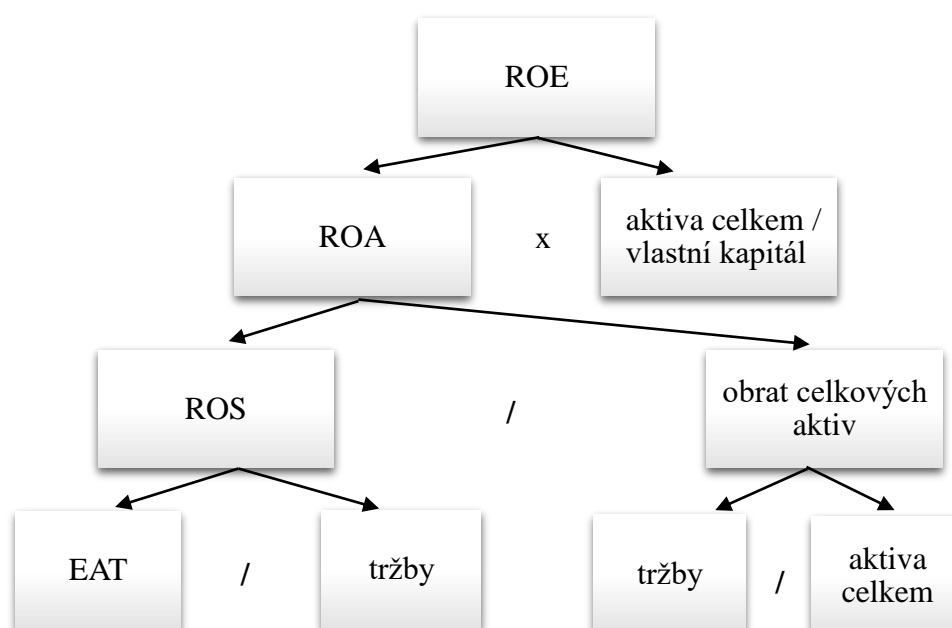 ROE
ROA
x
aktiva celkem /
vlastní kapitál
ROS
/
obrat celkových
aktiv
EAT
/
tržby
tržby
/
aktiva
celkem